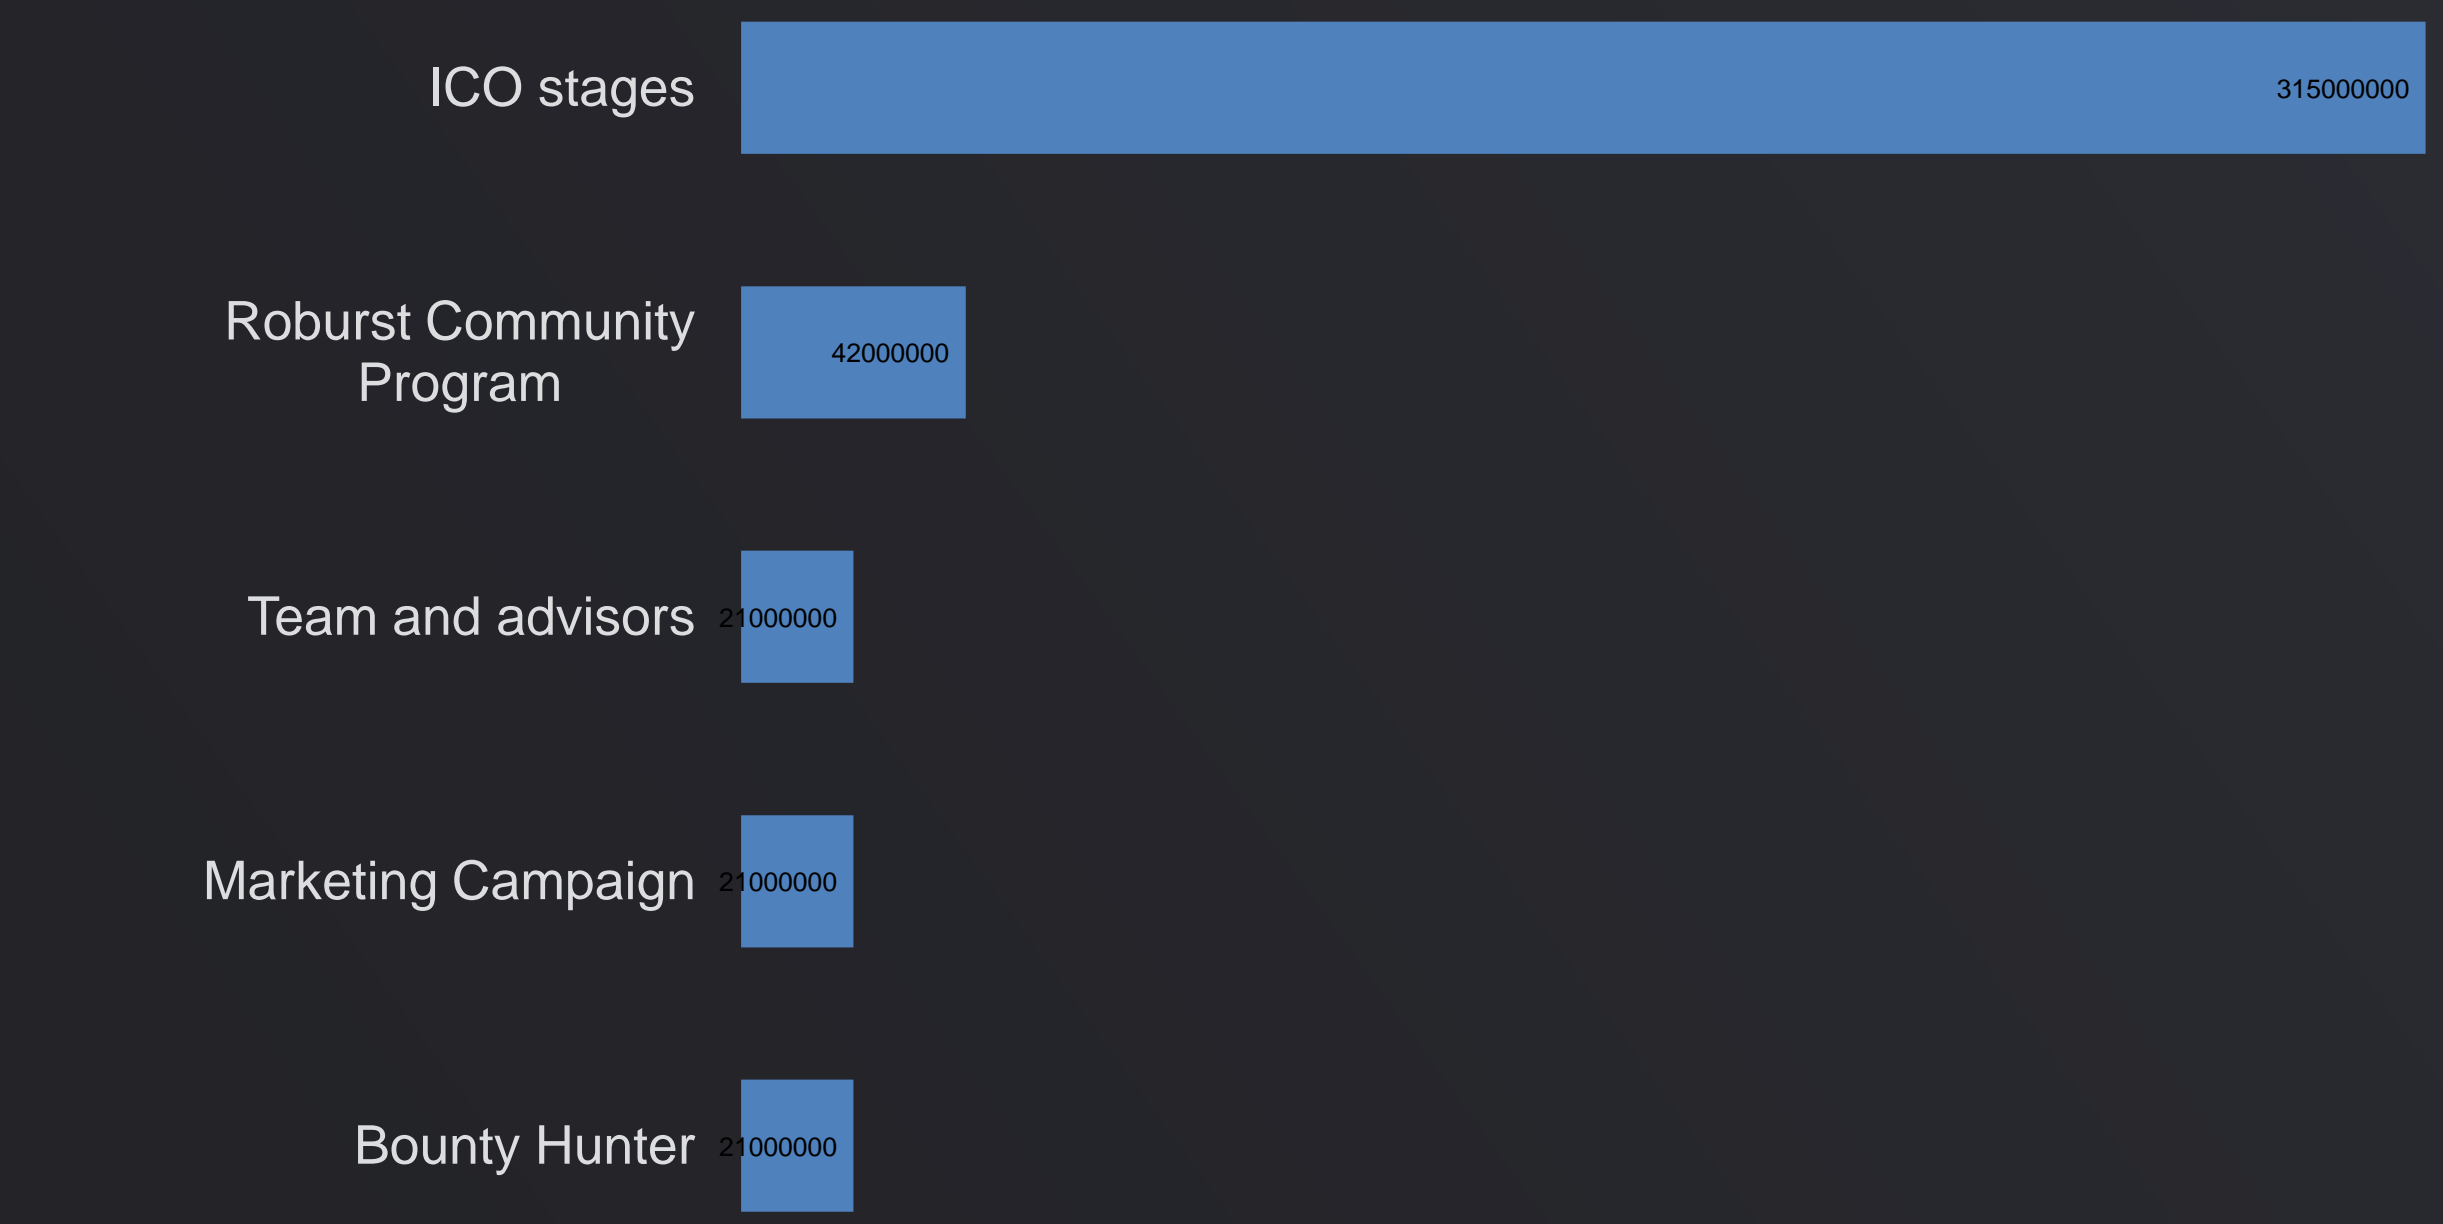 ICO stages
315000000
Roburst Community
Program
42000000
Team and advisors
21000000
Marketing Campaign
21000000
Bounty Hunter
21000000